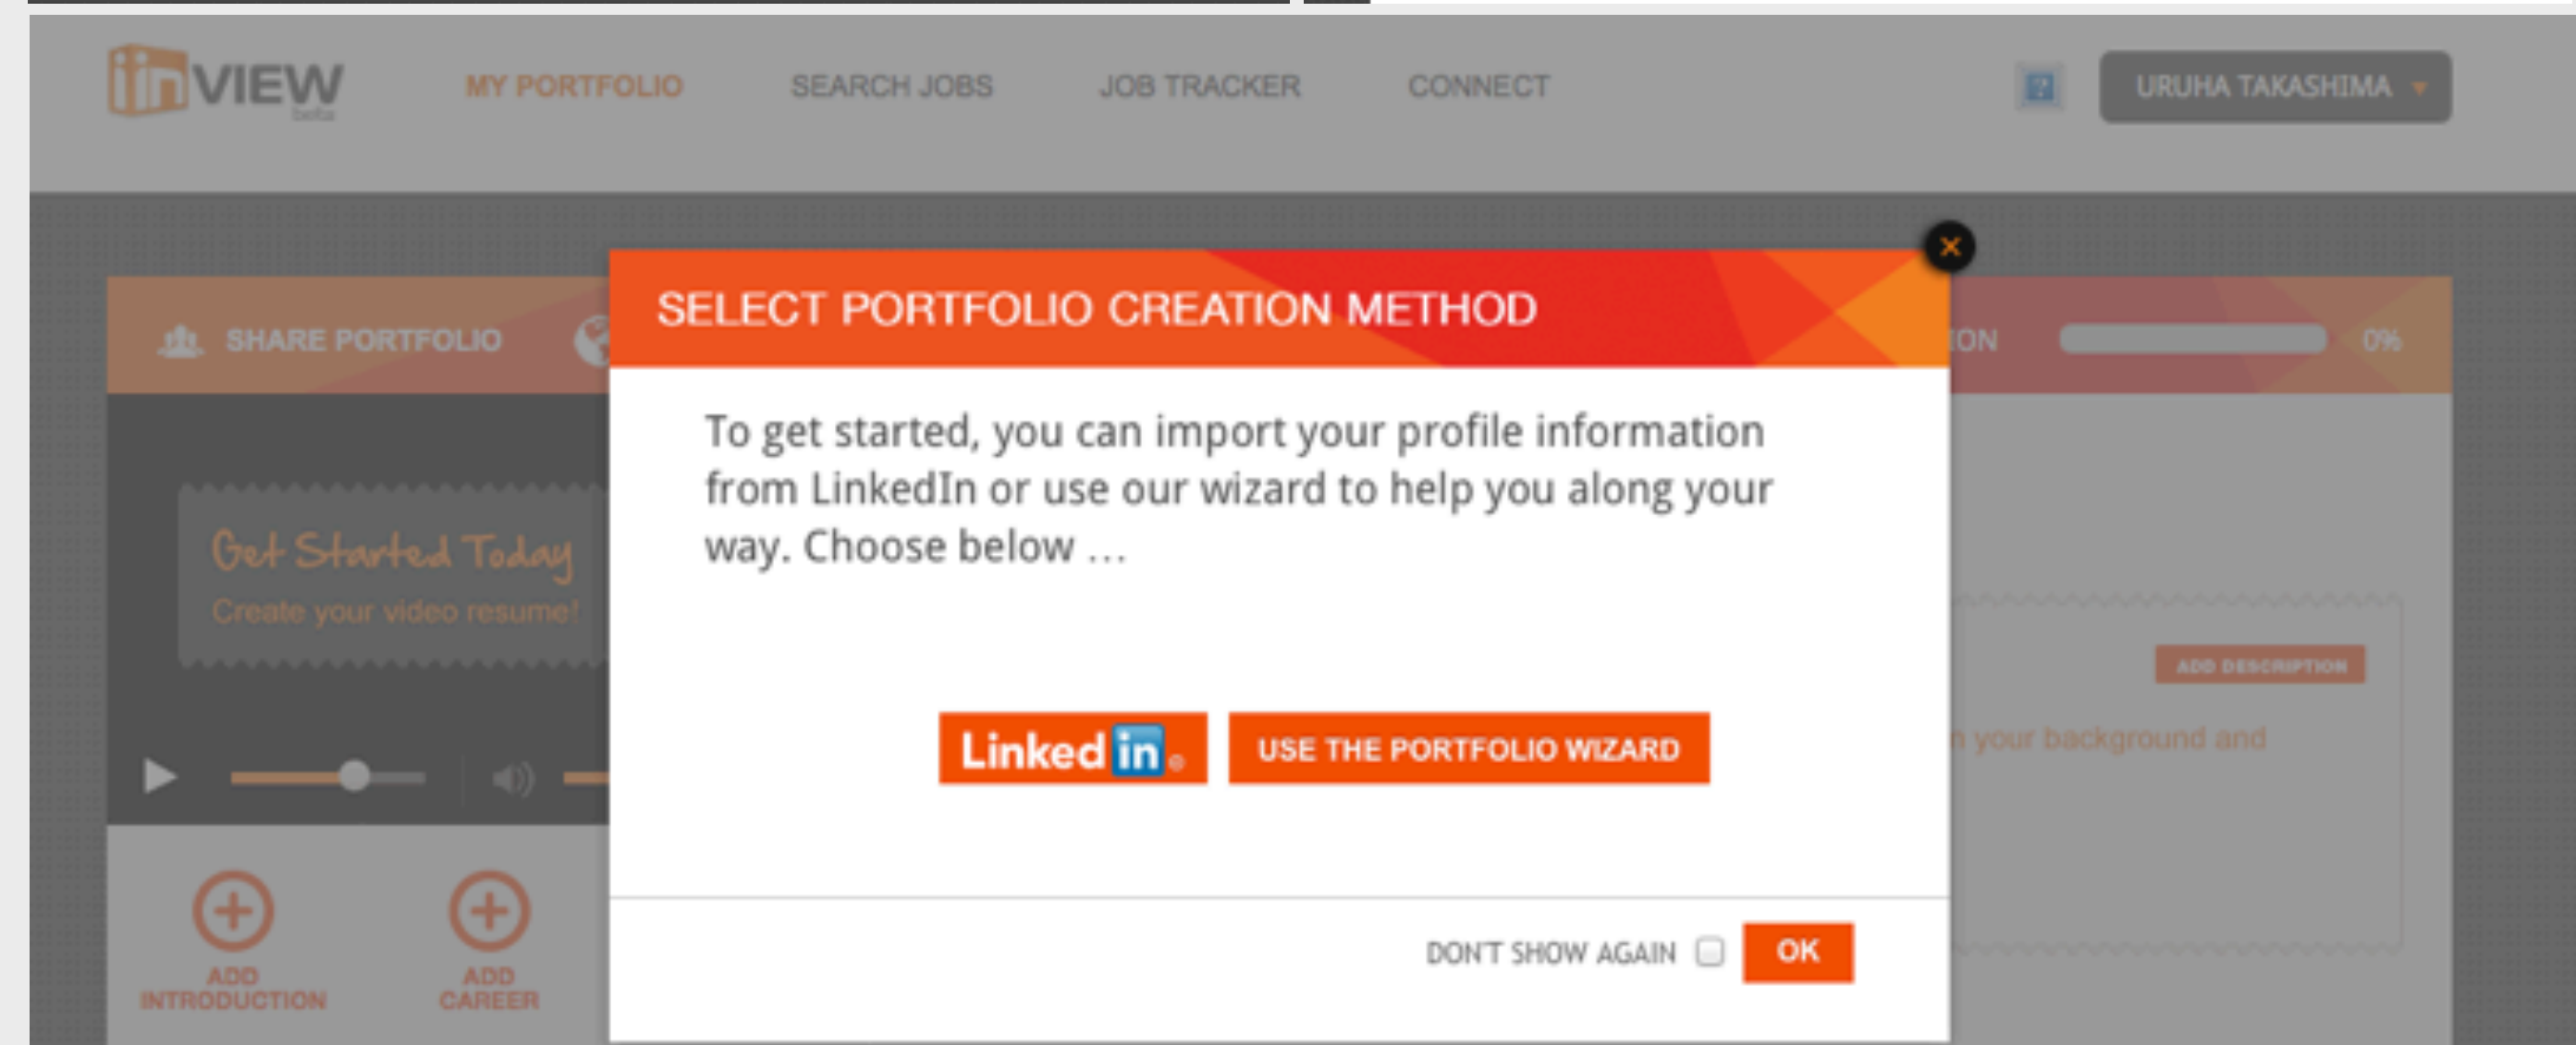 inVIEW
beta
MY PORTFOLIO
SEARCH JOBS
JOB TRACKER
CONNECT
?
URUHA TAKASHIMA
SHARE PORTFOLIO
ION
0%
SELECT PORTFOLIO CREATION METHOD
To get started, you can import your profile information
from LinkedIn or use our wizard to help you along your
way. Choose below ...
Get Started Today
Create your video resume!
ADD DESCRIPTION
your background and
Linked in®
USE THE PORTFOLIO WIZARD
ADD
INTRODUCTION
ADD
CAREER
DON'T SHOW AGAIN
OK